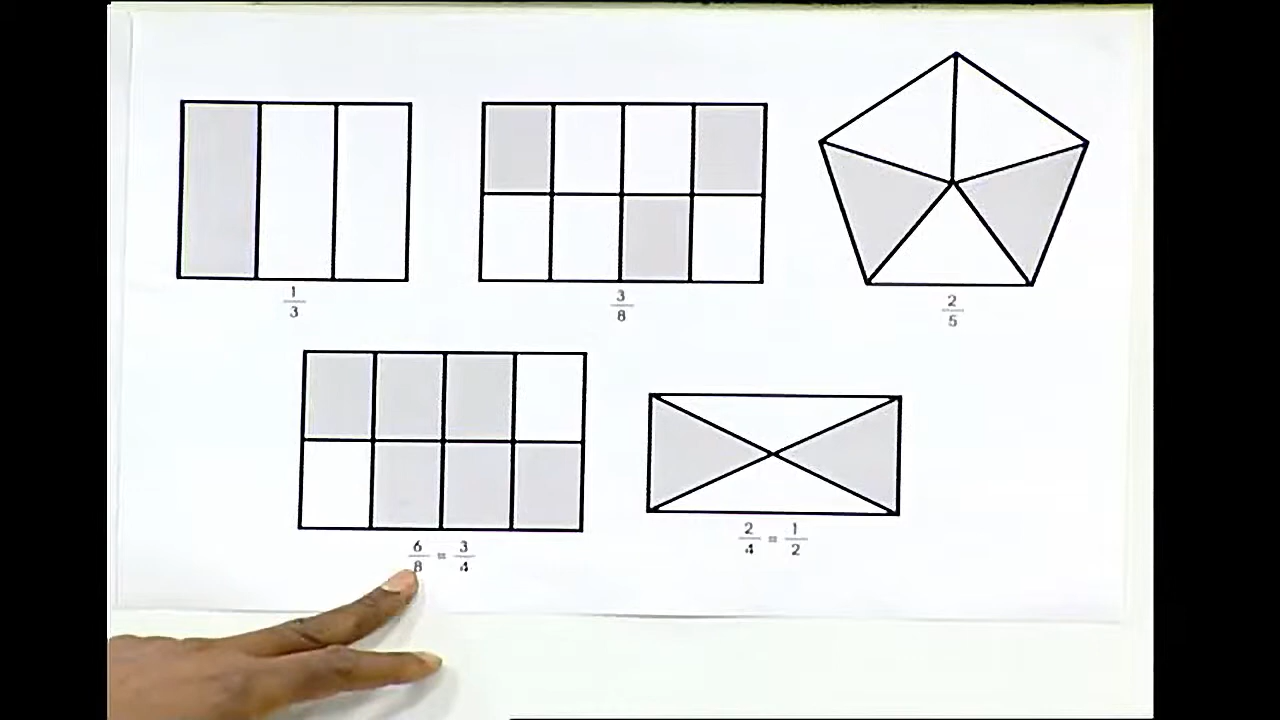 1/3
3/8
2/5
6/8 = 3/4
2/4 = 1/2